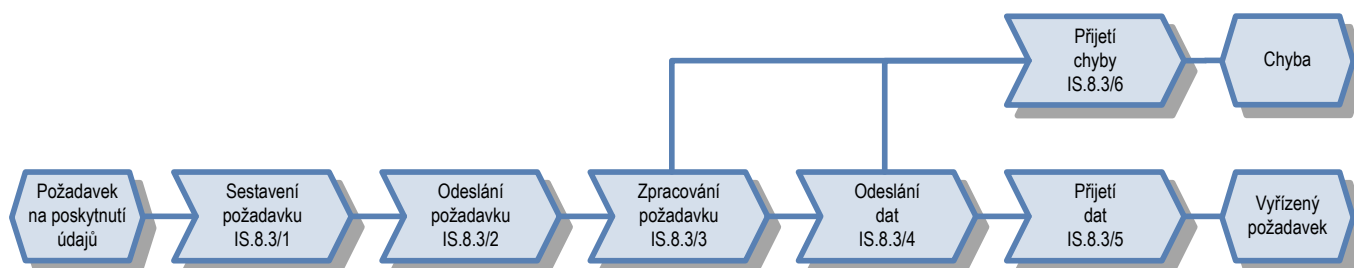 Přijetí
chyby
IS.8.3/6
Chyba
Požadavek
na poskytnutí
údajů
Sestavení
požadavku
IS.8.3/1
Odeslání
požadavku
IS.8.3/2
Zpracování
požadavku
IS.8.3/3
Odeslání
dat
IS.8.3/4
Přijetí
dat
IS.8.3/5
Vyřízený
požadavek